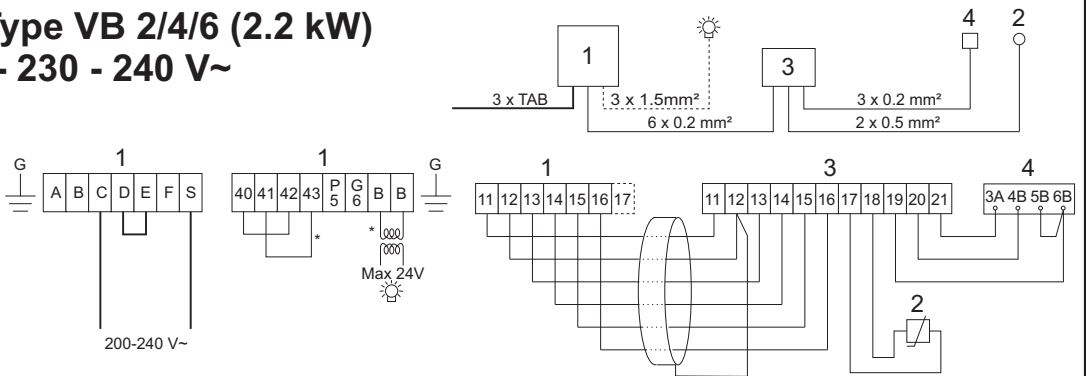 ype VB 2/4/6 (2.2 kW)
- 230 - 240 V~
1
3
4 2
3 x TAB
3 x 1.5mm²
6 x 0.2 mm²
3 x 0.2 mm²
2 x 0.5 mm²
G 1
A B C D E F S
200-240 V~
1 G
40 41 42 43 P5 G6 B B
*
*
Max 24V
1
11 12 13 14 15 16 17
3
11 12 13 14 15 16 17 18 19 20 21
4
3A 4B 5B 6B
2